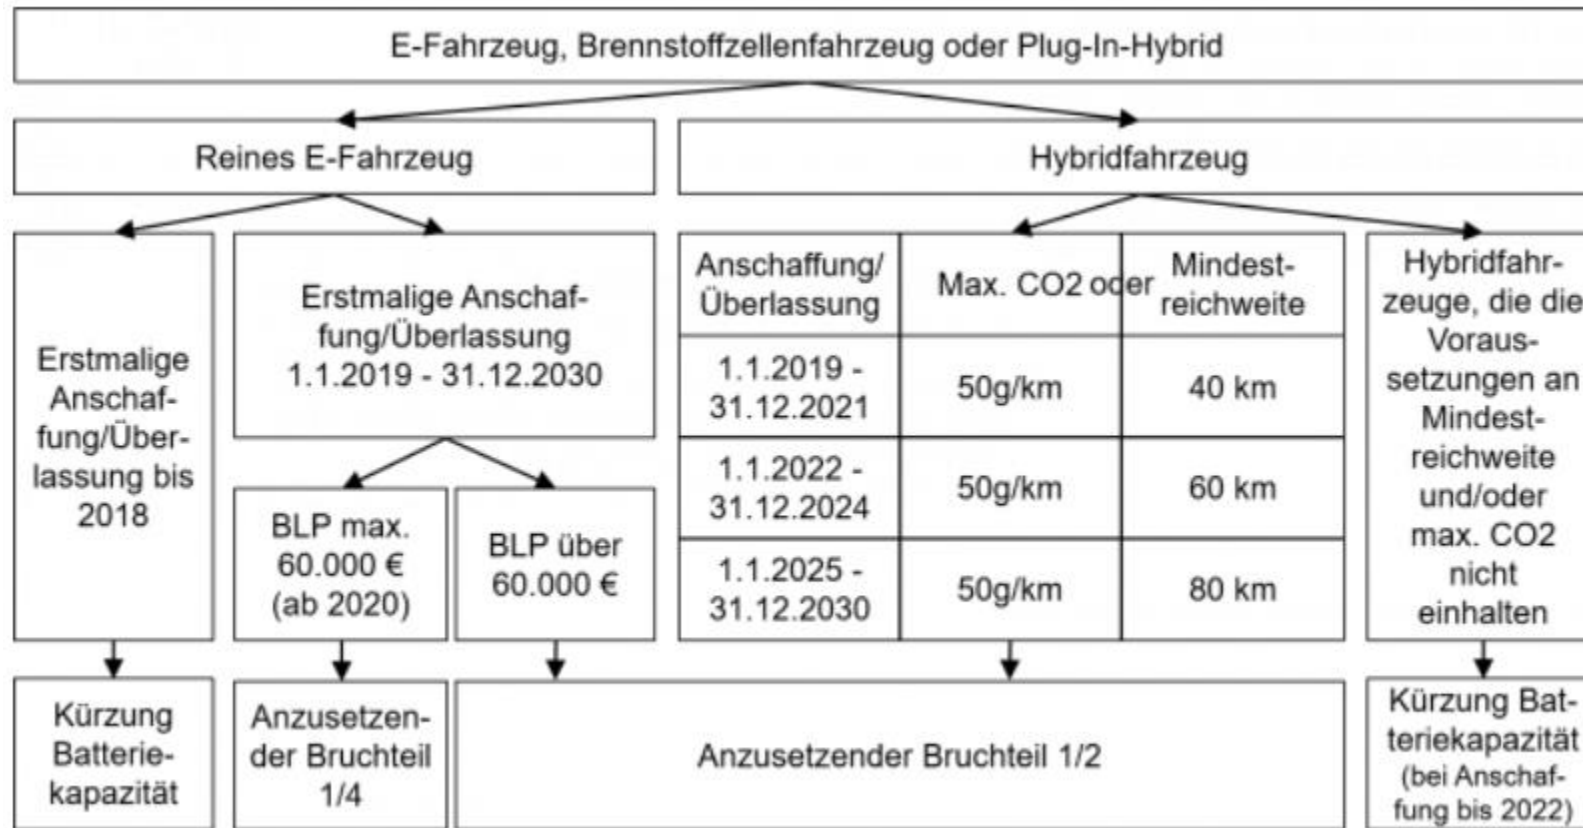 E-Fahrzeug, Brennstoffzellenfahrzeug oder Plug-In-Hybrid
Reines E-Fahrzeug
Hybridfahrzeug
Erstmalige
Anschaf-
fung/Über-
lassung bis
2018
Erstmalige Anschaf-
fung/Überlassung
1.1.2019 - 31.12.2030
BLP max.
60.000 €
(ab 2020)
BLP über
60.000 €
Anschaffung/
Überlassung
Max. CO2 oder
Mindest-
reichweite
1.1.2019 -
31.12.2021
50g/km
40 km
1.1.2022 -
31.12.2024
50g/km
60 km
1.1.2025 -
31.12.2030
50g/km
80 km
Hybridfahr-
zeuge, die die
Voraus-
setzungen an
Mindest-
reichweite
und/oder
max. CO2
nicht
einhalten
Kürzung
Batterie-
kapazität
Anzusetzen-
der Bruchteil
1/4
Anzusetzender Bruchteil 1/2
Kürzung Bat-
teriekapazität
(bei Anschaf-
fung bis 2022)